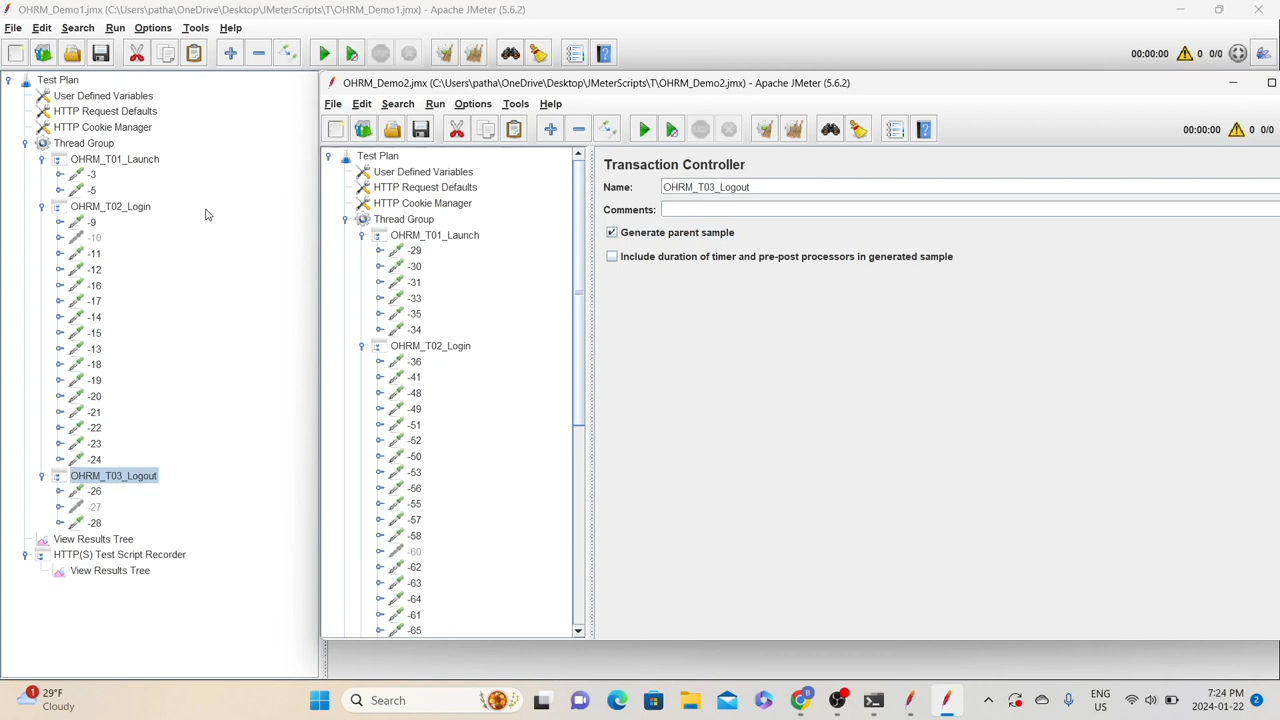 OHRM_Demo1.jmx (C:\Users\patha\OneDrive\Desktop\JMeterScripts\T\OHRM_Demo1.jmx) - Apache JMeter (5.6.2)
File Edit Search Run Options Tools Help
00:00:00 0 0/0
Test Plan
User Defined Variables
HTTP Request Defaults
HTTP Cookie Manager
Thread Group
OHRM_T01_Launch
-3
-5
OHRM_T02_Login
-9
-10
-11
-12
-16
-17
-14
-15
-13
-18
-19
-20
-21
-22
-23
-24
OHRM_T03_Logout
-26
-27
-28
View Results Tree
HTTP(S) Test Script Recorder
View Results Tree
OHRM_Demo2.jmx (C:\Users\patha\OneDrive\Desktop\JMeterScripts\T\OHRM_Demo2.jmx) - Apache JMeter (5.6.2)
File Edit Search Run Options Tools Help
00:00:00 0 0/0
Test Plan
User Defined Variables
HTTP Request Defaults
HTTP Cookie Manager
Thread Group
OHRM_T01_Launch
-29
-30
-31
-33
-35
-34
OHRM_T02_Login
-36
-41
-48
-49
-51
-52
-50
-53
-56
-55
-57
-58
-60
-62
-63
-64
-61
-65
Transaction Controller
Name: OHRM_T03_Logout
Comments:
Generate parent sample
Include duration of timer and pre-post processors in generated sample
1
29°F
Cloudy
Search
8
ENG
US
7:24 PM
2024-01-22
2